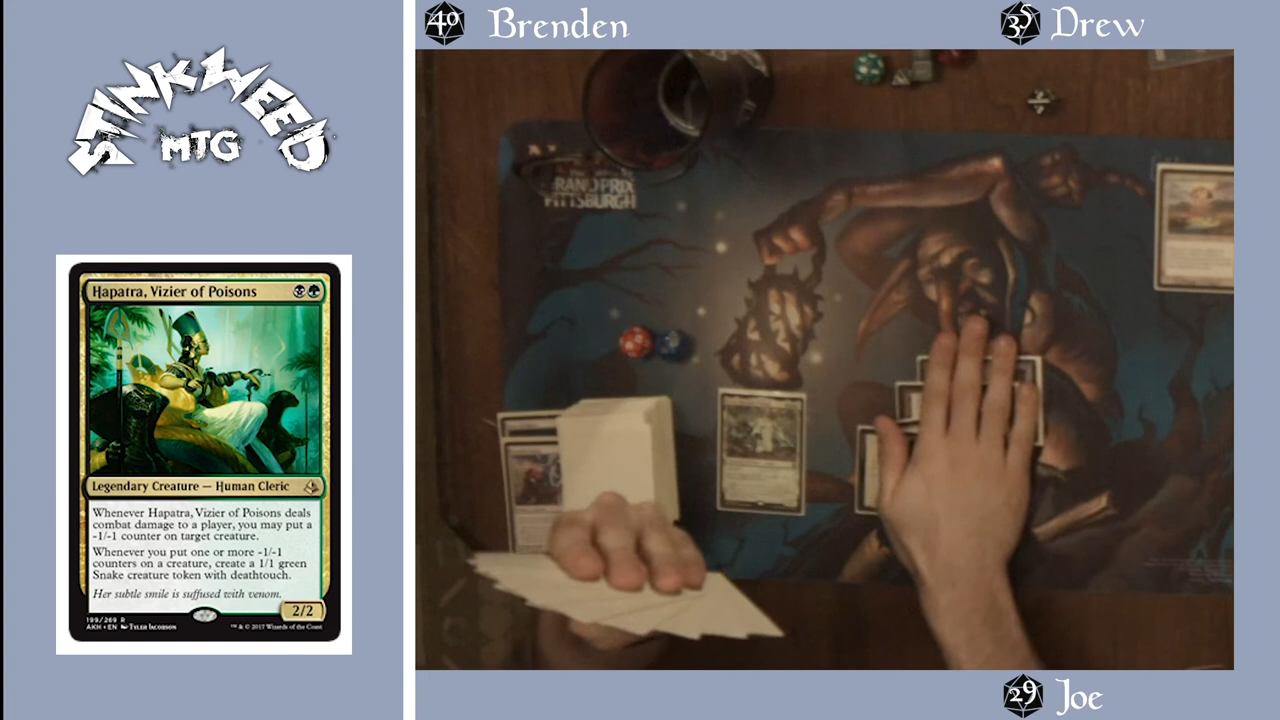 40 Brenden
35 Drew
STINKWEED
MTG
GRAND PRIX
PITTSBURGH
Hapatra, Vizier of Poisons
Legendary Creature — Human Cleric
Whenever Hapatra, Vizier of Poisons deals
combat damage to a player, you may put a
-1/-1 counter on target creature.
Whenever you put one or more -1/-1
counters on a creature, create a 1/1 green
Snake creature token with deathtouch.
Her subtle smile is suffused with venom.
2/2
199/269 R
AKH • EN Tyler Jacobson
™ & © 2017 Wizards of the Coast
29 Joe